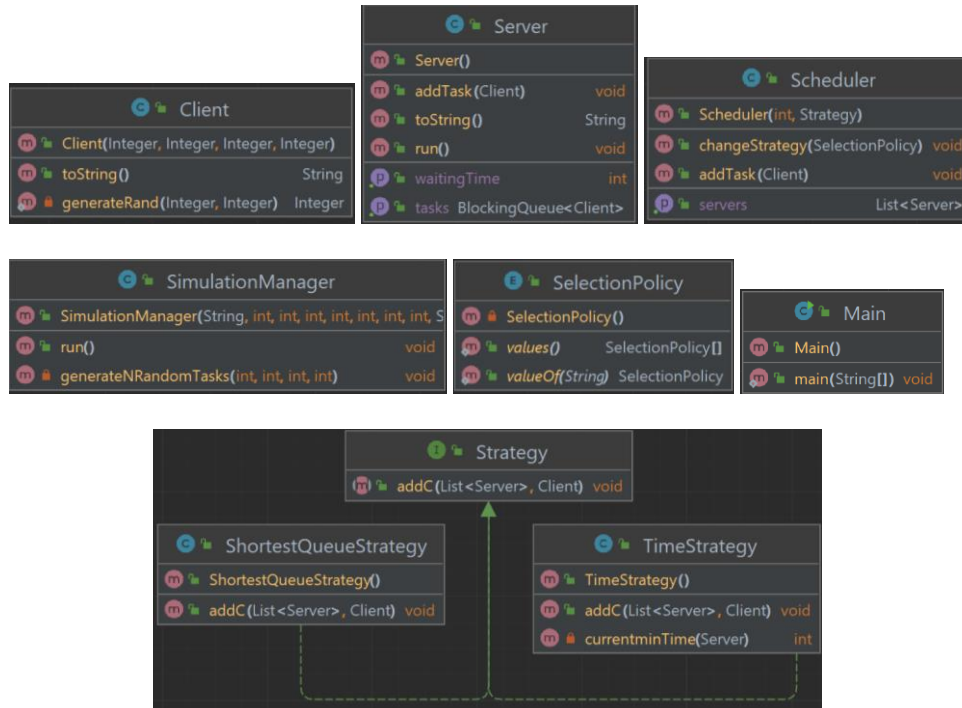 Client
Client(Integer, Integer, Integer, Integer)
toString() String
generateRand(Integer, Integer) Integer
Server
Server()
addTask(Client) void
toString() String
run() void
waitingTime int
tasks BlockingQueue<Client>
Scheduler
Scheduler(int, Strategy)
changeStrategy(SelectionPolicy) void
addTask(Client) void
servers List<Server>
SimulationManager
SimulationManager(String, int, int, int, int, int, int, int, S
run() void
generateNRandomTasks(int, int, int, int) void
SelectionPolicy
SelectionPolicy()
values() SelectionPolicy[]
valueOf(String) SelectionPolicy
Main
Main()
main(String[]) void
Strategy
addC(List<Server>, Client) void
ShortestQueueStrategy
ShortestQueueStrategy()
addC(List<Server>, Client) void
TimeStrategy
TimeStrategy()
addC(List<Server>, Client) void
currentminTime(Server) int